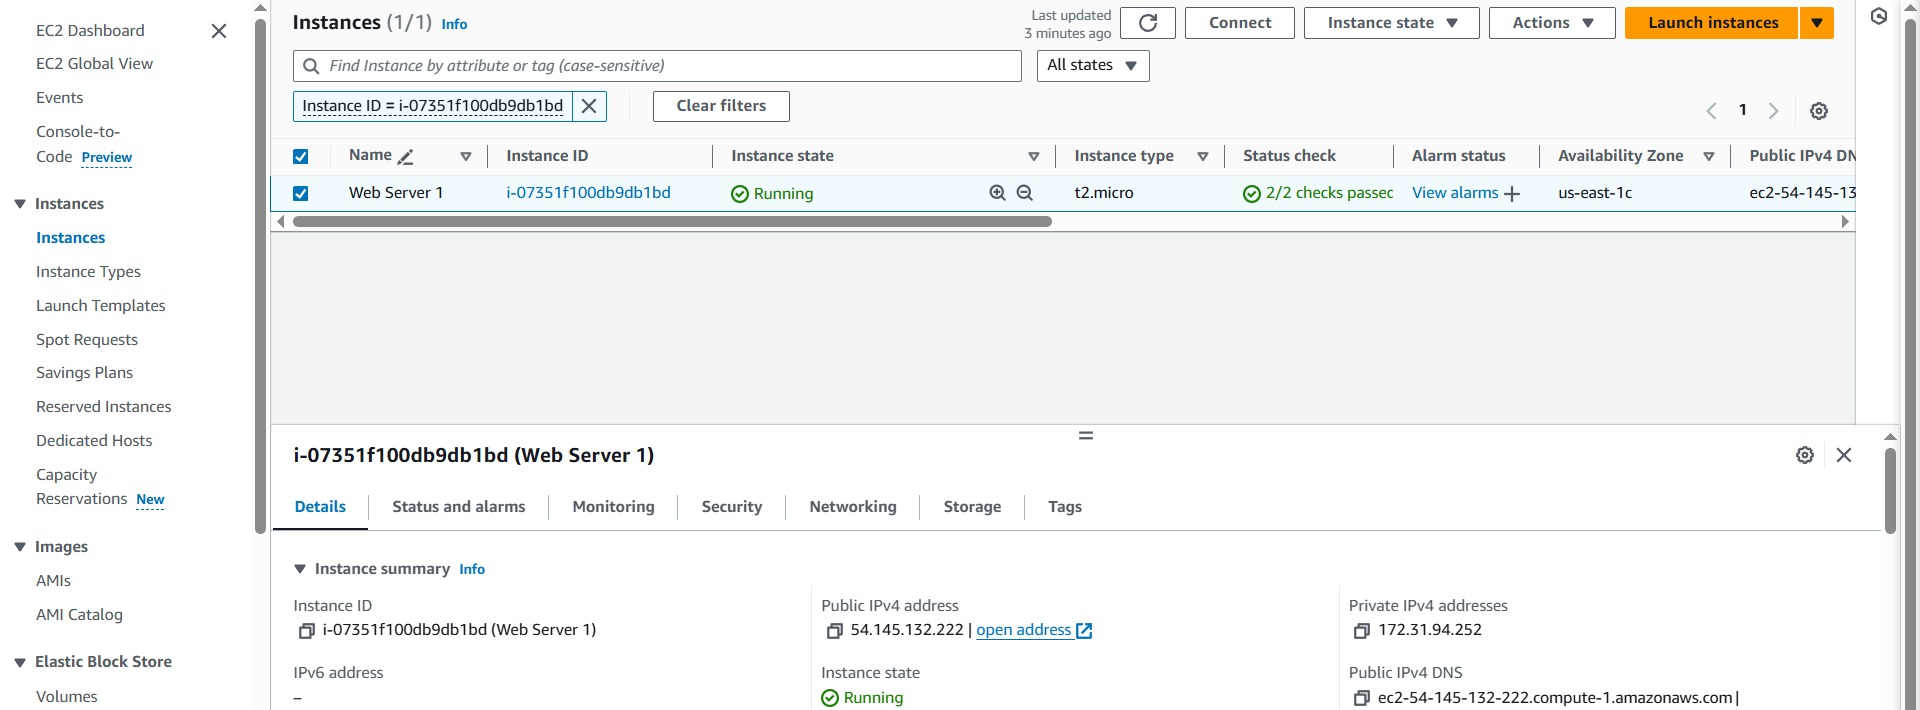 EC2 Dashboard
EC2 Global View
Events
Console-to-
Code Preview
Instances
Instances
Instance Types
Launch Templates
Spot Requests
Savings Plans
Reserved Instances
Dedicated Hosts
Capacity
Reservations New
Images
AMIs
AMI Catalog
Elastic Block Store
Volumes
Instances (1/1) Info
Last updated
3 minutes ago
Connect
Instance state
Actions
Launch instances
Find Instance by attribute or tag (case-sensitive)
All states
Instance ID = i-07351f100db9db1bd
Clear filters
1
Name Instance ID Instance state Instance type Status check Alarm status Availability Zone Public IPv4 DN
Web Server 1 i-07351f100db9db1bd Running t2.micro 2/2 checks passec View alarms + us-east-1c ec2-54-145-13
i-07351f100db9db1bd (Web Server 1)
Details Status and alarms Monitoring Security Networking Storage Tags
Instance summary Info
Instance ID
i-07351f100db9db1bd (Web Server 1)
Public IPv4 address
54.145.132.222 | open address
Private IPv4 addresses
172.31.94.252
IPv6 address
–
Instance state
Running
Public IPv4 DNS
ec2-54-145-132-222.compute-1.amazonaws.com |